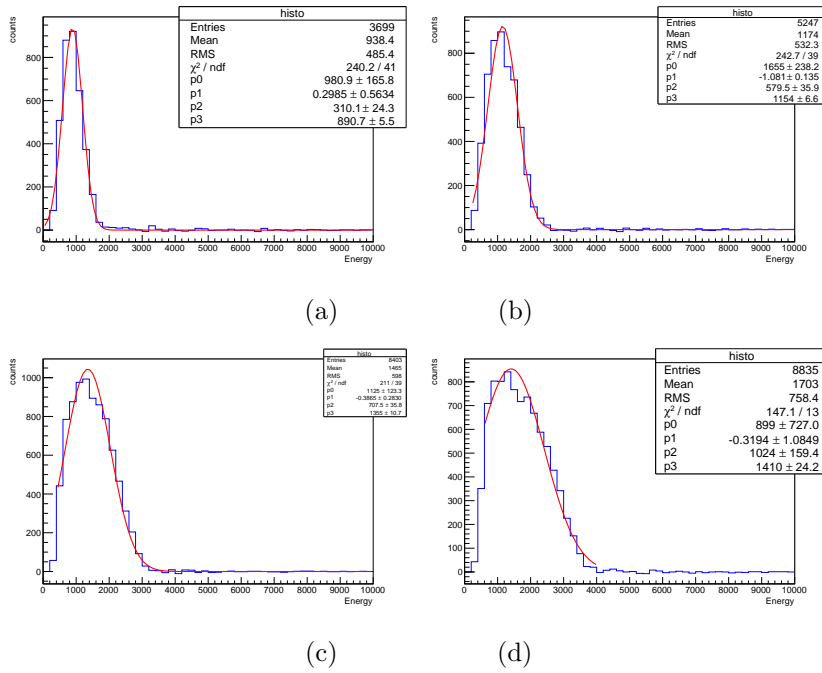 histo
Entries 3699
Mean 938.4
RMS 485.4
χ² / ndf 240.2 / 41
p0 980.9 ± 165.8
p1 0.2985 ± 0.5634
p2 310.1 ± 24.3
p3 890.7 ± 5.5
counts
800
600
400
200
0
0 1000 2000 3000 4000 5000 6000 7000 8000 9000 10000
Energy
(a)
histo
Entries 5247
Mean 1174
RMS 532.3
χ² / ndf 242.7 / 39
p0 1655 ± 238.2
p1 -1.081 ± 0.135
p2 579.5 ± 35.9
p3 1154 ± 6.6
counts
800
600
400
200
0
0 1000 2000 3000 4000 5000 6000 7000 8000 9000 10000
Energy
(b)
histo
Entries 8403
Mean 1465
RMS 598
χ² / ndf 211 / 39
p0 1125 ± 123.3
p1 -0.3865 ± 0.2830
p2 707.5 ± 35.8
p3 1355 ± 10.7
counts
1000
800
600
400
200
0
0 1000 2000 3000 4000 5000 6000 7000 8000 9000 10000
Energy
(c)
histo
Entries 8835
Mean 1703
RMS 758.4
χ² / ndf 147.1 / 13
p0 899 ± 727.0
p1 -0.3194 ± 1.0849
p2 1024 ± 159.4
p3 1410 ± 24.2
counts
800
700
600
500
400
300
200
100
0
0 1000 2000 3000 4000 5000 6000 7000 8000 9000 10000
Energy
(d)